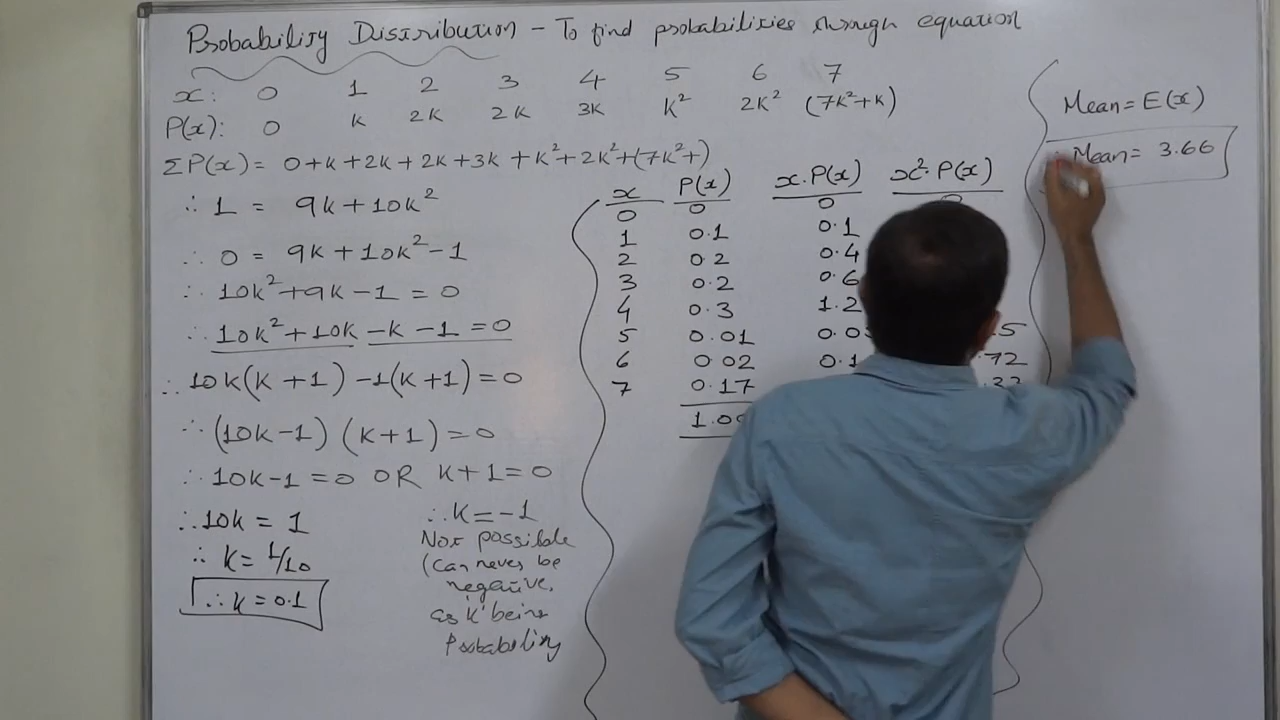 Probability Distribution - To find probabilities through equation
x: 0 1 2 3 4 5 6 7
P(x): 0 k 2k 2k 3k k² 2k² (7k²+k)
ΣP(x) = 0+k+2k+2k+3k+k²+2k²+(7k²+)
∴ 1 = 9k+10k²
∴ 0 = 9k+10k²-1
∴ 10k²+9k-1 = 0
∴ 10k²+10k-k-1=0
∴ 10k(k+1)-1(k+1)=0
∴ (10k-1)(k+1)=0
∴ 10k-1=0 OR k+1=0
∴ 10k = 1
∴ k = 1/10
∴ k = 0.1
∴ k = -1
Not possible
(can never be
negative,
as 'k' being
Probability
x P(x) x.P(x) x².P(x)
0 0 0 0
1 0.1 0.1
2 0.2 0.4
3 0.2 0.6
4 0.3 1.2
5 0.01
6 0.02 .72
7 0.17
Mean = E(x)
Mean = 3.66